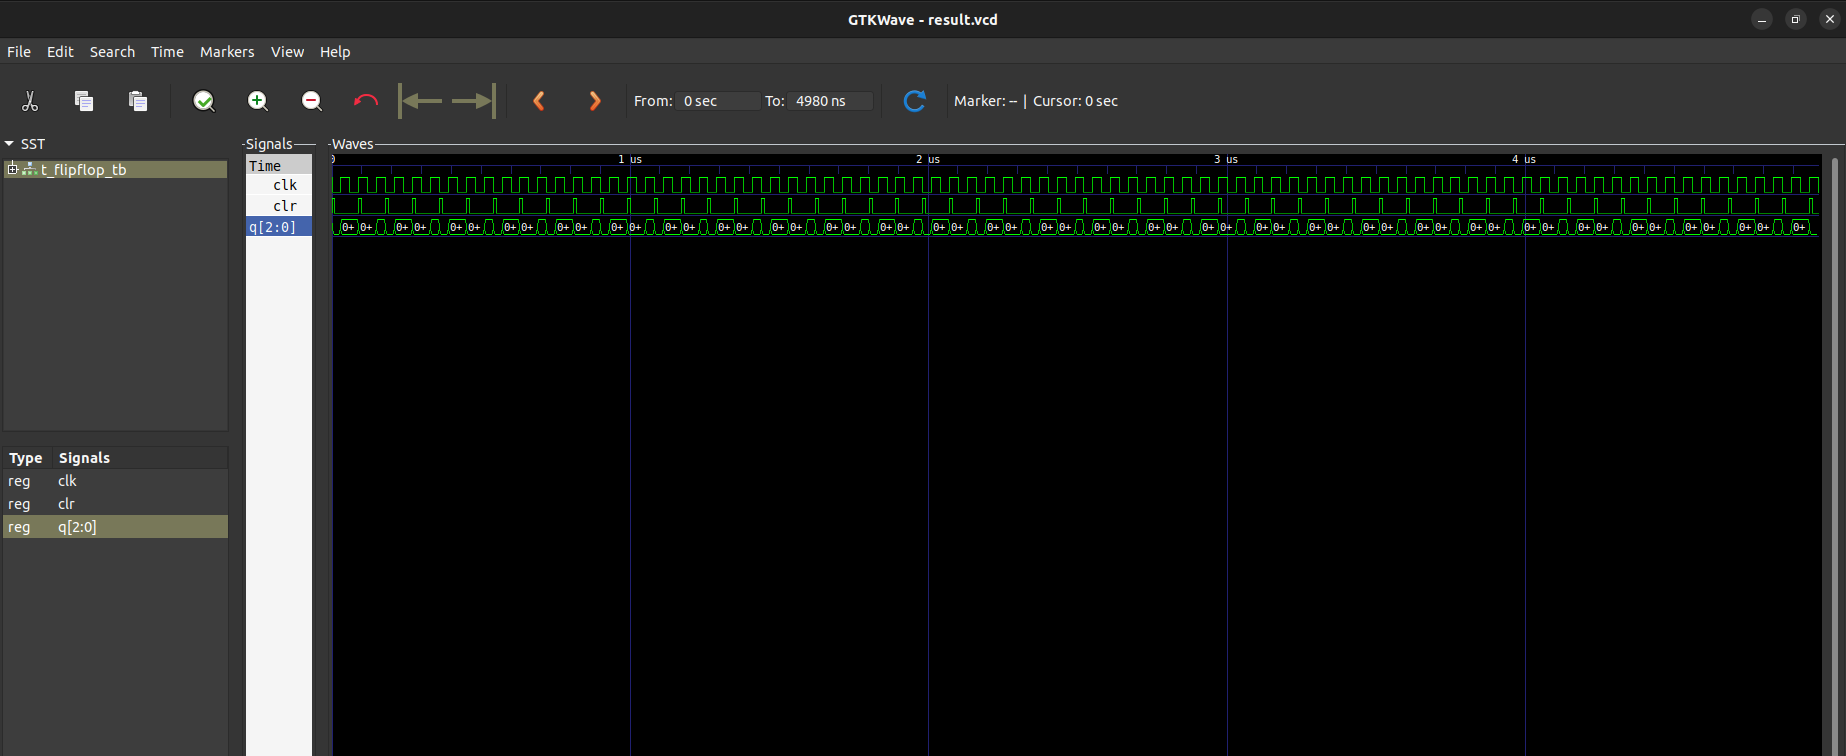 GTKWave - result.vcd
File Edit Search Time Markers View Help
From: 0 sec To: 4980 ns Marker: -- | Cursor: 0 sec
SST
t_flipflop_tb
Type Signals
reg clk
reg clr
reg q[2:0]
Signals
Time
clk
clr
q[2:0]
Waves
0 1 us 2 us 3 us 4 us
0+ 0+ 0+ 0+ 0+ 0+ 0+ 0+ 0+ 0+ 0+ 0+ 0+ 0+ 0+ 0+ 0+ 0+ 0+ 0+ 0+ 0+ 0+ 0+ 0+ 0+ 0+ 0+ 0+ 0+ 0+ 0+ 0+ 0+ 0+ 0+ 0+ 0+ 0+ 0+ 0+ 0+ 0+ 0+ 0+ 0+ 0+ 0+ 0+ 0+ 0+ 0+ 0+ 0+ 0+